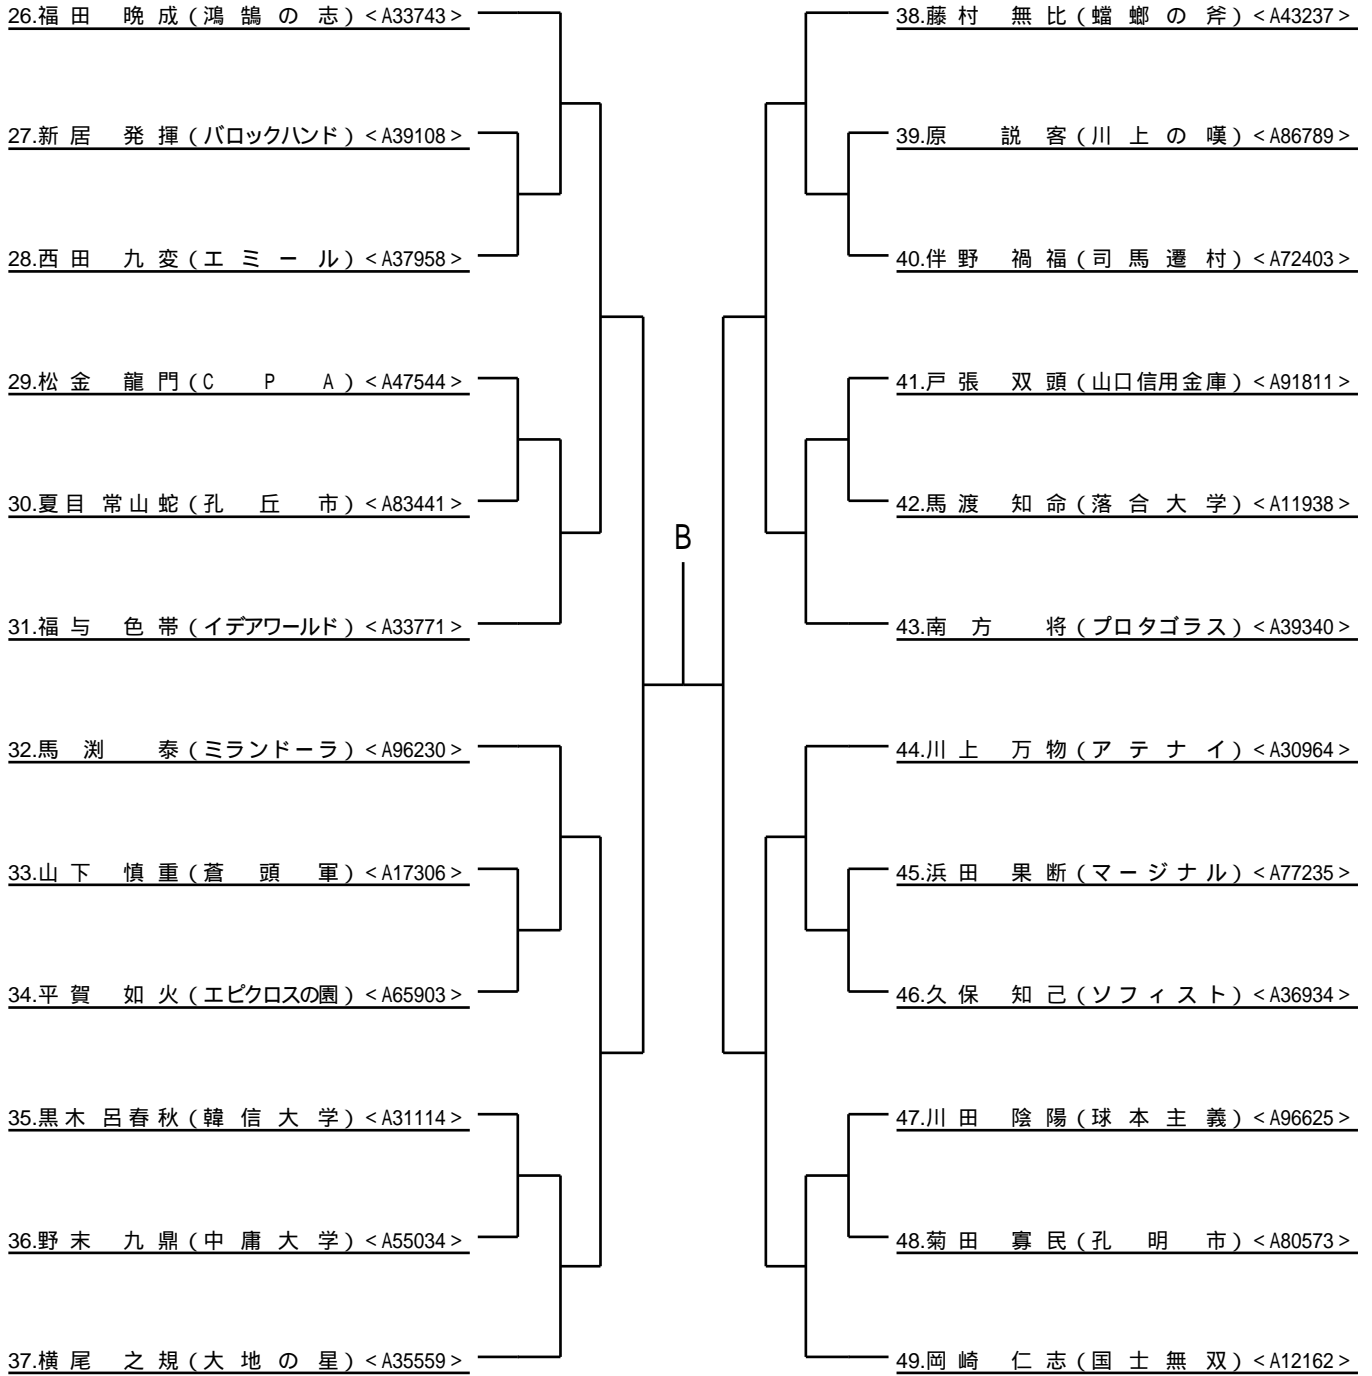 26.福田 晩成(鴻鵠の志)<A33743>
27.新居 発揮(バロックハンド)<A39108>
28.西田 九変(エミール)<A37958>
29.松金 龍門(C P A)<A47544>
30.夏目 常山蛇(孔丘市)<A83441>
31.福与 色帯(イデアワールド)<A33771>
32.馬渕 泰(ミランドーラ)<A96230>
33.山下 慎重(蒼頭軍)<A17306>
34.平賀 如火(エピクロスの園)<A65903>
35.黒木 呂春秋(韓信大学)<A31114>
36.野末 九鼎(中庸大学)<A55034>
37.横尾 之規(大地の星)<A35559>
B
38.藤村 無比(蟷螂の斧)<A43237>
39.原 説客(川上の嘆)<A86789>
40.伴野 禍福(司馬遷村)<A72403>
41.戸張 双頭(山口信用金庫)<A91811>
42.馬渡 知命(落合大学)<A11938>
43.南方 将(プロタゴラス)<A39340>
44.川上 万物(アテナイ)<A30964>
45.浜田 果断(マージナル)<A77235>
46.久保 知己(ソフィスト)<A36934>
47.川田 陰陽(球本主義)<A96625>
48.菊田 寡民(孔明市)<A80573>
49.岡崎 仁志(国士無双)<A12162>